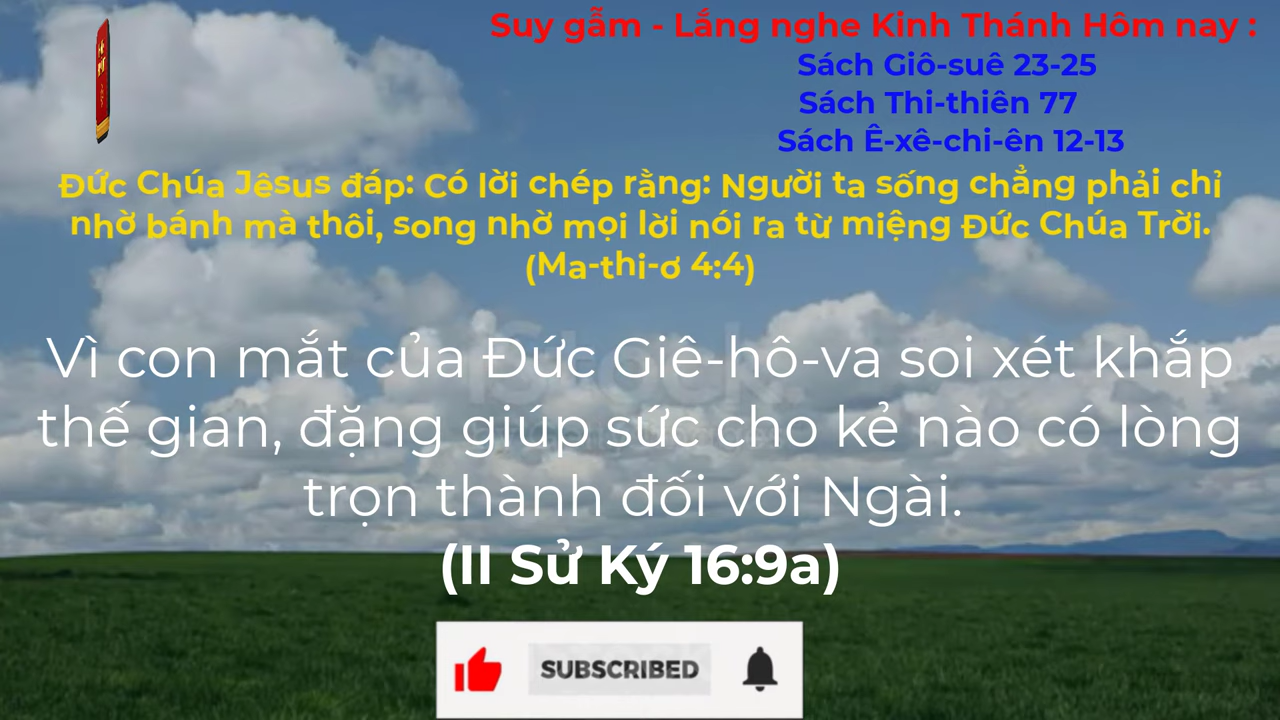 Suy gẫm - Lắng nghe Kinh Thánh Hôm nay :
Sách Giô-suê 23-25
Sách Thi-thiên 77
Sách Ê-xê-chi-ên 12-13
Đức Chúa Jêsus đáp: Có lời chép rằng: Người ta sống chẳng phải chỉ
nhờ bánh mà thôi, song nhờ mọi lời nói ra từ miệng Đức Chúa Trời.
(Ma-thi-ơ 4:4)
Vì con mắt của Đức Giê-hô-va soi xét khắp
thế gian, đặng giúp sức cho kẻ nào có lòng
trọn thành đối với Ngài.
(II Sử Ký 16:9a)
SUBSCRIBED